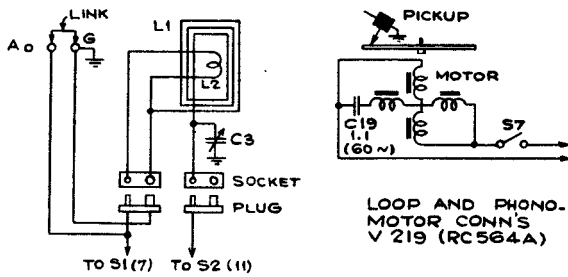 LINK
A
G
L1
L2
C3
SOCKET
PLUG
TO S1 (7)
TO S2 (11)
PICKUP
MOTOR
C19
1.1
(60~)
S7
LOOP AND PHONO-
MOTOR CONN'S
V 219 (RC564A)